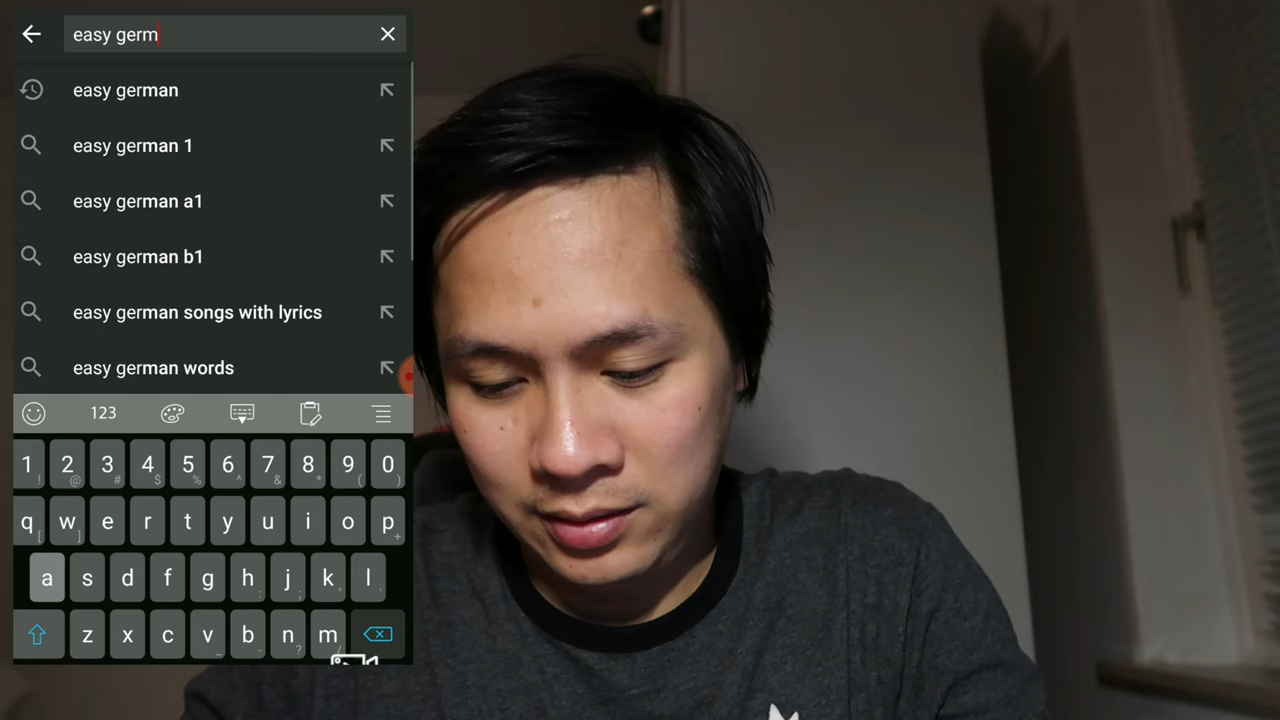 easy germ
easy german
easy german 1
easy german a1
easy german b1
easy german songs with lyrics
easy german words
123
1 2 3 4 5 6 7 8 9 0
! @ # $ % ^ & * ( )
q w e r t y u i o p
[ ] +
a s d f g h j k l
: ;
z x c v b n m
_ - ? /